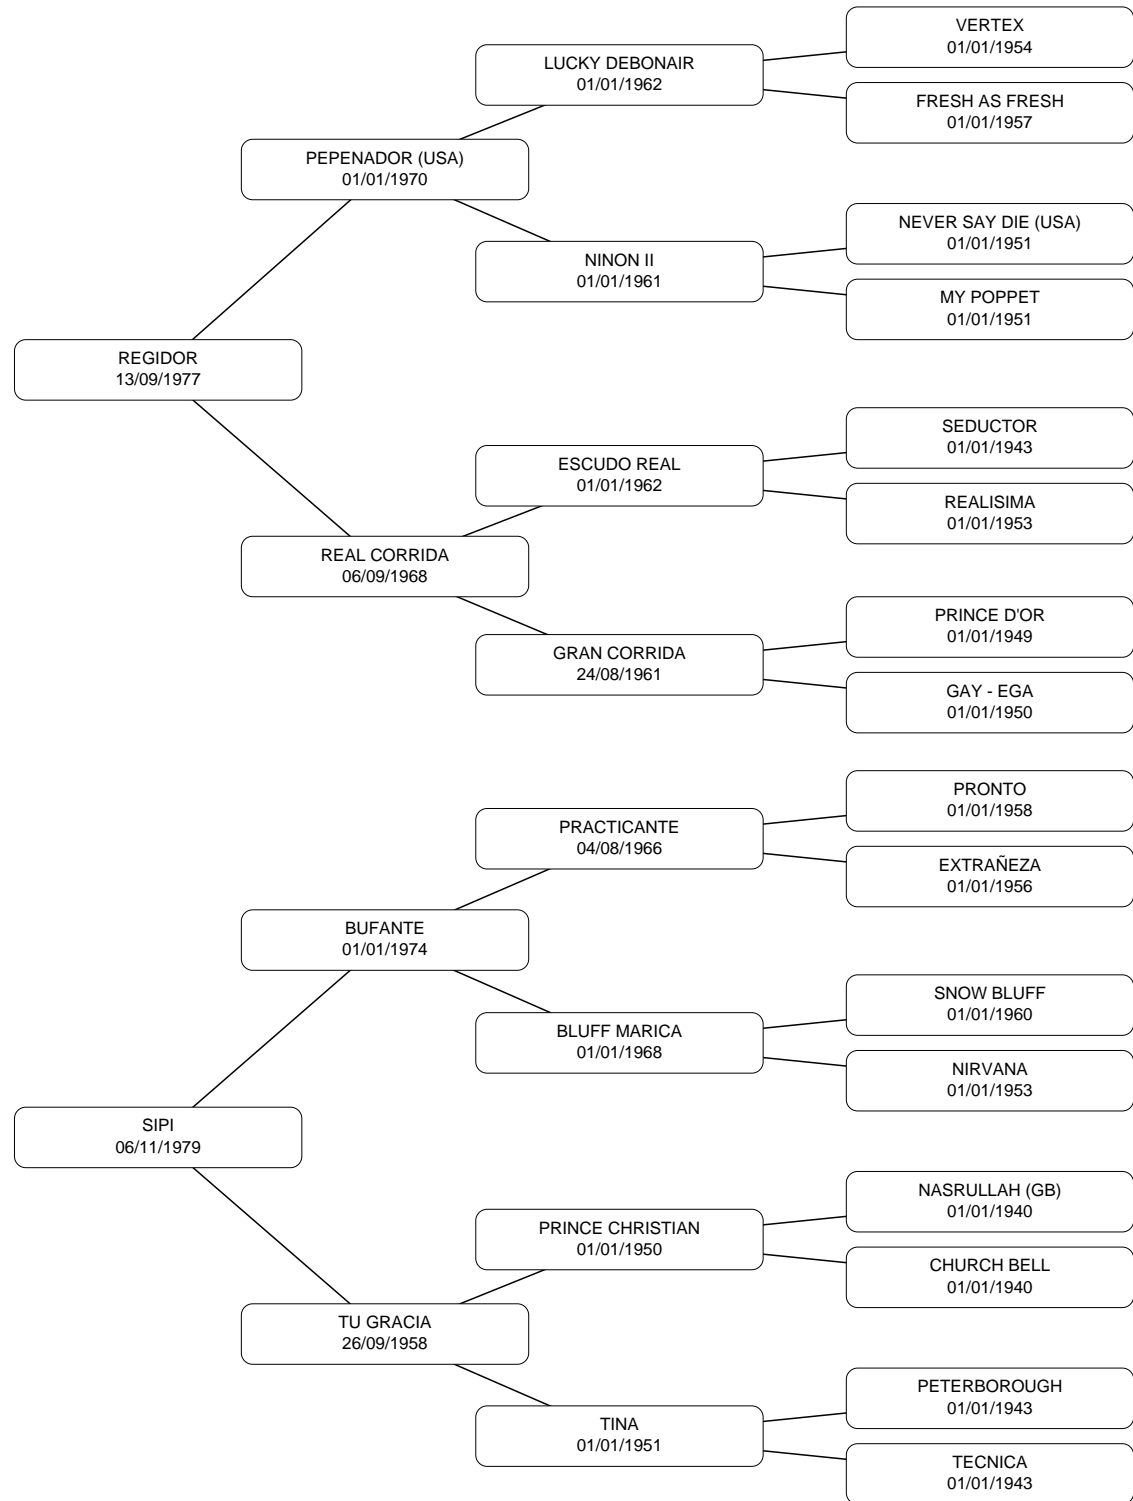 VERTEX
01/01/1954
LUCKY DEBONAIR
01/01/1962
FRESH AS FRESH
01/01/1957
PEPENADOR (USA)
01/01/1970
NEVER SAY DIE (USA)
01/01/1951
NINON II
01/01/1961
MY POPPET
01/01/1951
REGIDOR
13/09/1977
SEDUCTOR
01/01/1943
ESCUDO REAL
01/01/1962
REALISIMA
01/01/1953
REAL CORRIDA
06/09/1968
PRINCE D'OR
01/01/1949
GRAN CORRIDA
24/08/1961
GAY - EGA
01/01/1950
PRONTO
01/01/1958
PRACTICANTE
04/08/1966
EXTRAÑEZA
01/01/1956
BUFANTE
01/01/1974
SNOW BLUFF
01/01/1960
BLUFF MARICA
01/01/1968
NIRVANA
01/01/1953
SIPI
06/11/1979
NASRULLAH (GB)
01/01/1940
PRINCE CHRISTIAN
01/01/1950
CHURCH BELL
01/01/1940
TU GRACIA
26/09/1958
PETERBOROUGH
01/01/1943
TINA
01/01/1951
TECNICA
01/01/1943